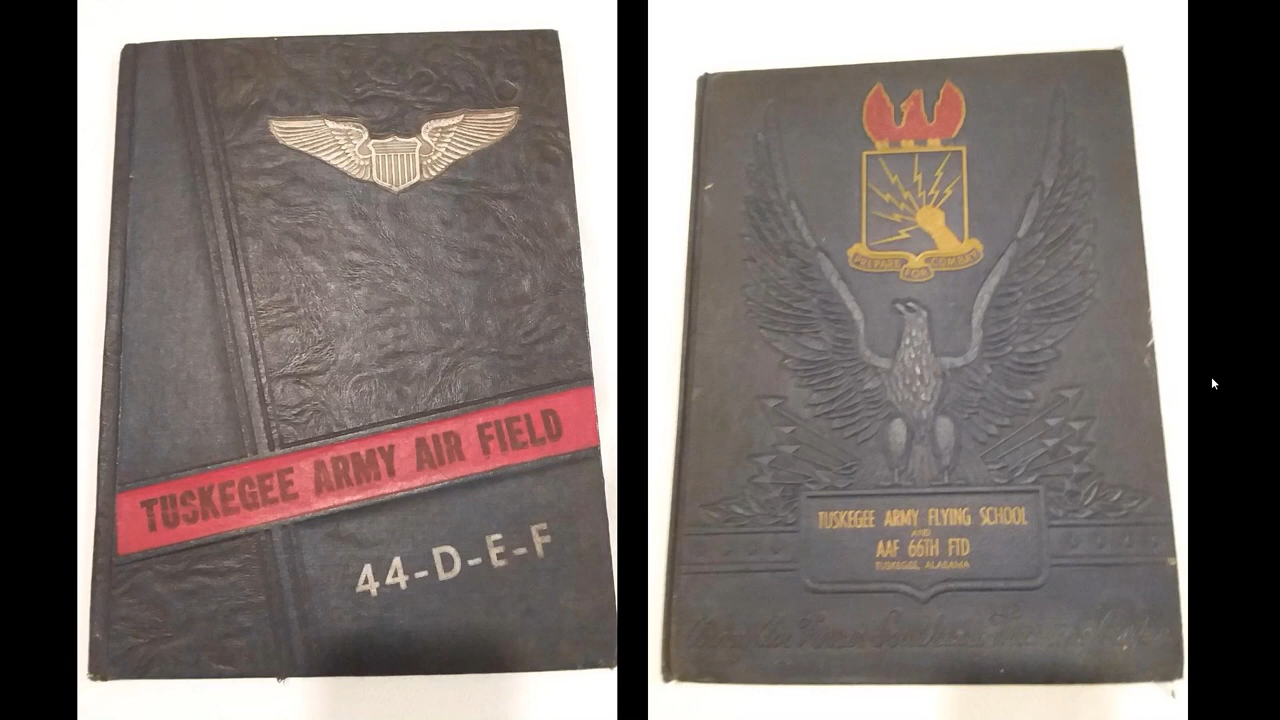 TUSKEGEE ARMY AIR FIELD
44-D-E-F
PREPARE FOR COMBAT
TUSKEGEE ARMY FLYING SCHOOL
AND
AAF 66TH FTD
TUSKEGEE, ALABAMA